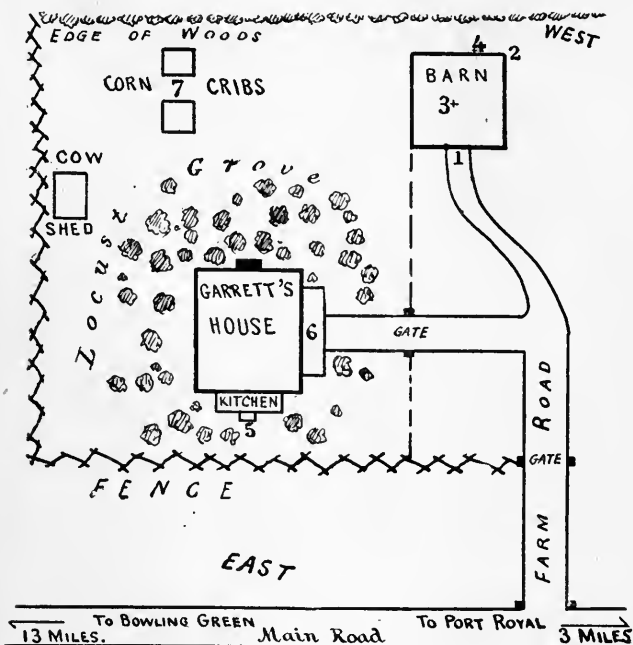 EDGE OF WOODS
WEST
4 2
BARN
3+
1
CORN 7 CRIBS
COW
SHED
Locust Grove
GARRETT'S
HOUSE
6
GATE
KITCHEN
5
ROAD
GATE
FARM
FENCE
EAST
TO BOWLING GREEN
13 MILES.
Main Road
TO PORT ROYAL
3 MILES